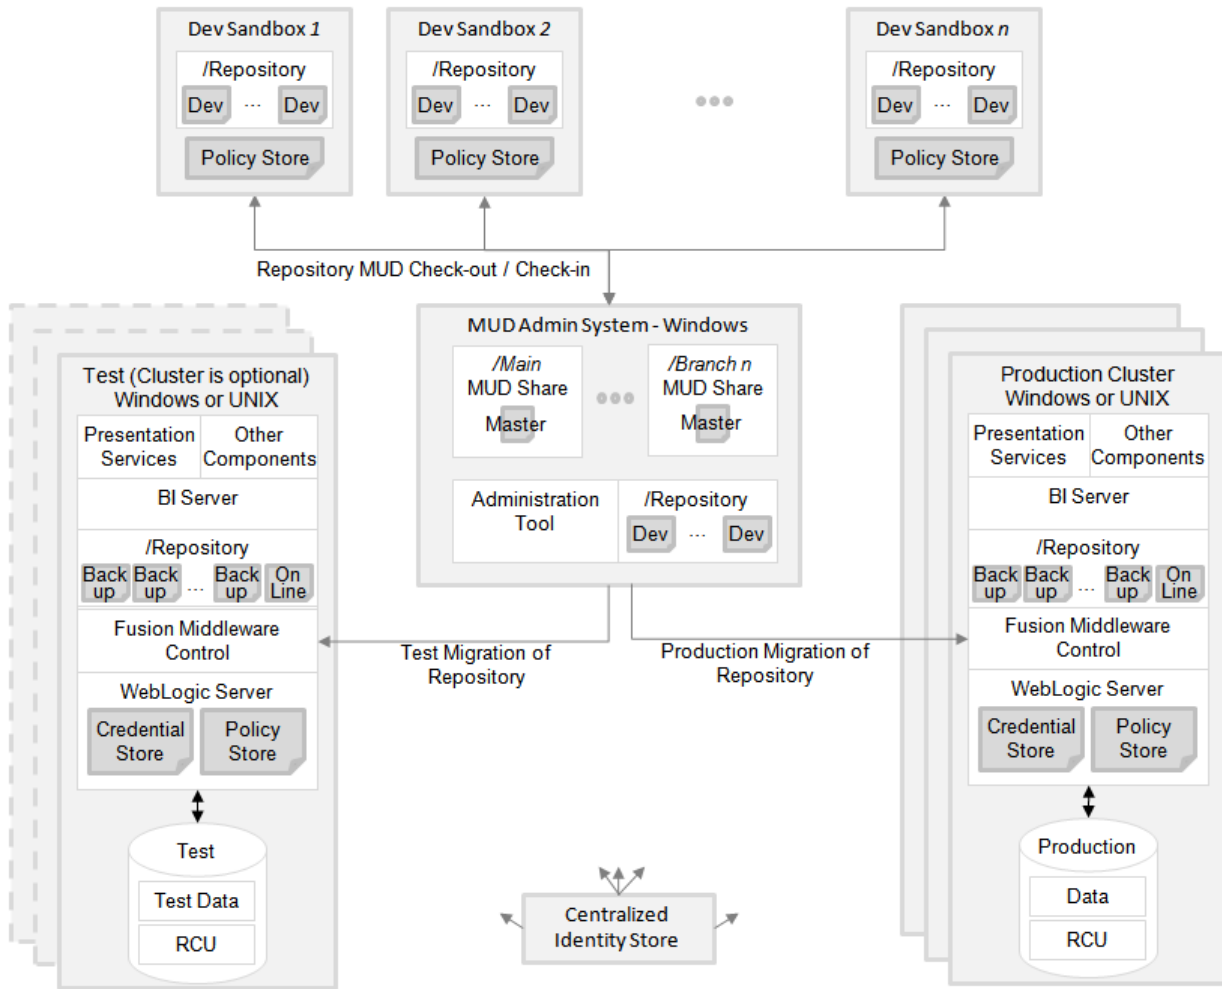 Dev Sandbox 1
/Repository
Dev ... Dev
Policy Store
Dev Sandbox 2
/Repository
Dev ... Dev
Policy Store
Dev Sandbox n
/Repository
Dev ... Dev
Policy Store
Repository MUD Check-out / Check-in
MUD Admin System - Windows
/Main
MUD Share
Master
/Branch n
MUD Share
Master
Administration
Tool
/Repository
Dev ... Dev
Test (Cluster is optional)
Windows or UNIX
Presentation
Services
Other
Components
BI Server
/Repository
Back
up
Back
up
...
Back
up
On
Line
Fusion Middleware
Control
WebLogic Server
Credential
Store
Policy
Store
Test
Test Data
RCU
Test Migration of
Repository
Production Migration of
Repository
Production Cluster
Windows or UNIX
Presentation
Services
Other
Components
BI Server
/Repository
Back
up
Back
up
...
Back
up
On
Line
Fusion Middleware
Control
WebLogic Server
Credential
Store
Policy
Store
Production
Data
RCU
Centralized
Identity Store